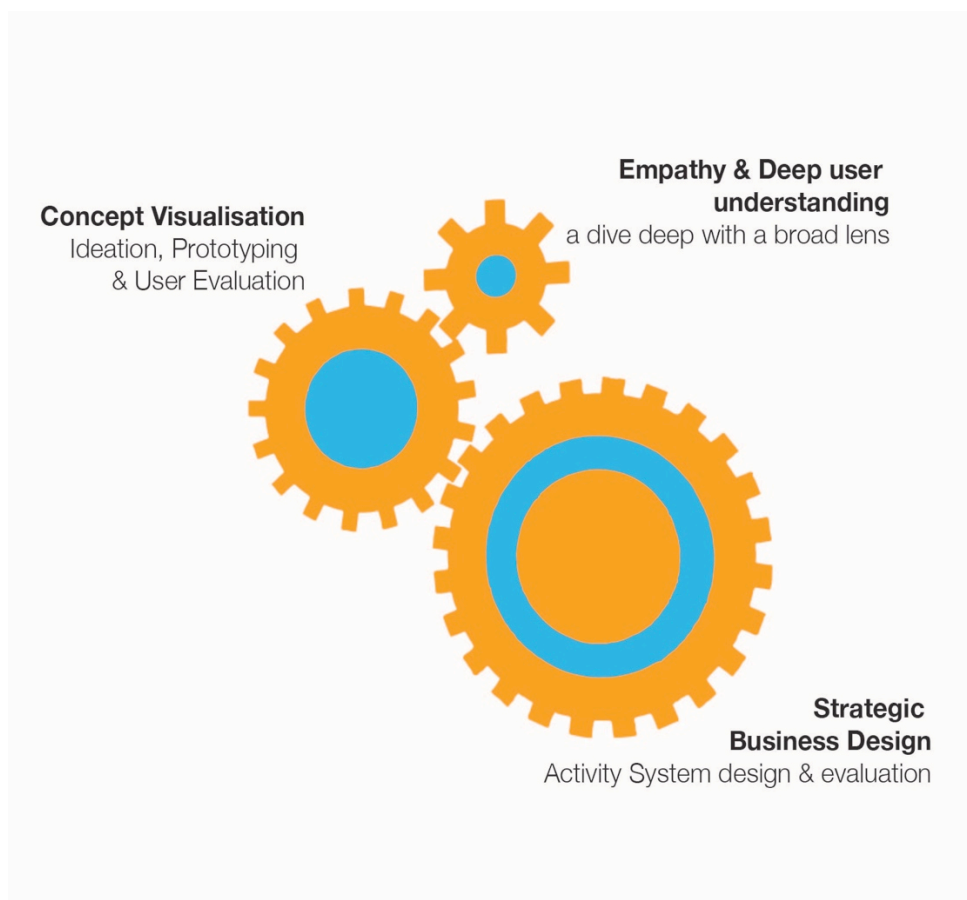 Concept Visualisation
Ideation, Prototyping
& User Evaluation
Empathy & Deep user
understanding
a dive deep with a broad lens
Strategic
Business Design
Activity System design & evaluation